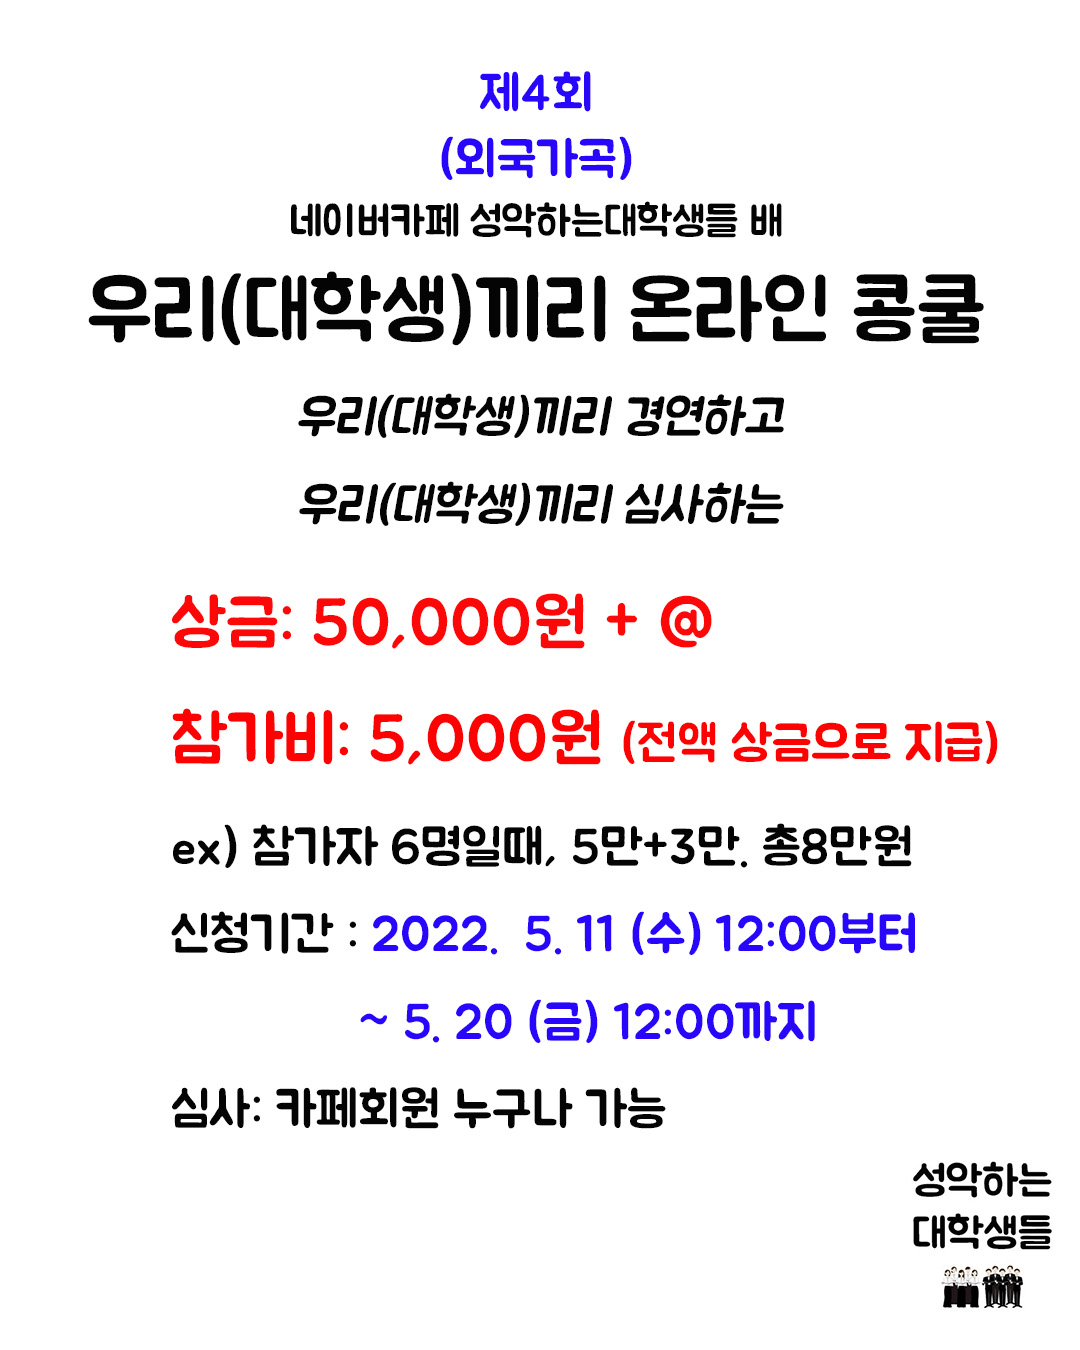 제4회
(외국가곡)
네이버카페 성악하는대학생들 배
우리(대학생)끼리 온라인 콩쿨
우리(대학생)끼리 경연하고
우리(대학생)끼리 심사하는
상금: 50,000원 + @
참가비: 5,000원 (전액 상금으로 지급)
ex) 참가자 6명일때, 5만+3만. 총8만원
신청기간 : 2022. 5. 11 (수) 12:00부터
~ 5. 20 (금) 12:00까지
심사: 카페회원 누구나 가능
성악하는
대학생들